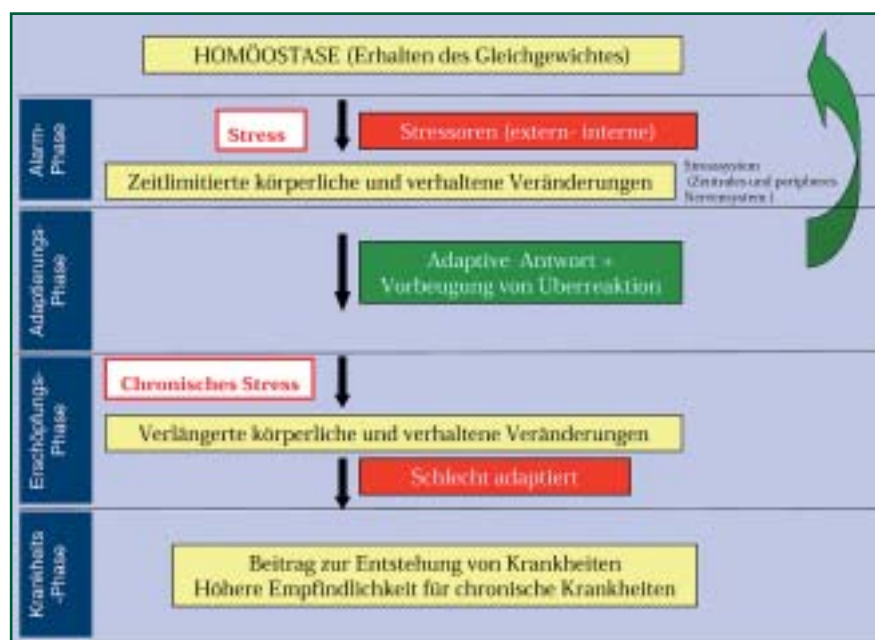 HOMÖOSTASE (Erhalten des Gleichgewichtes)
Alarm-
Phase
Stress
Stressoren (extern- interne)
Zeitlimitierte körperliche und verhaltene Veränderungen
Stresssystem
(Zentrales und peripheres
Nervensystem )
Adaptierungs-
Phase
Adaptive Antwort +
Vorbeugung von Überreaktion
Erschöpfungs-
Phase
Chronisches Stress
Verlängerte körperliche und verhaltene Veränderungen
Schlecht adaptiert
Krankheits
-Phase
Beitrag zur Entstehung von Krankheiten
Höhere Empfindlichkeit für chronische Krankheiten